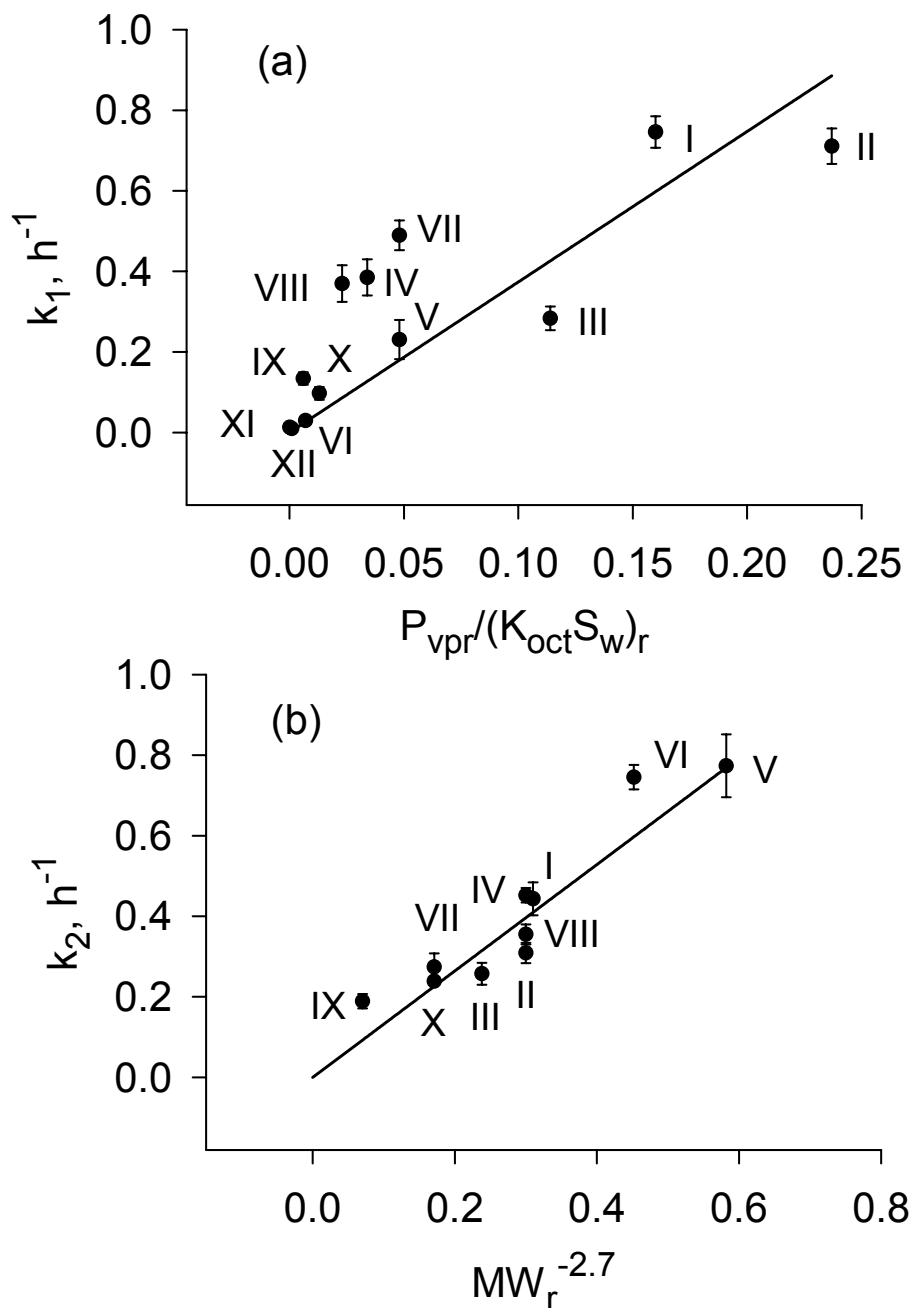 (a)
1.0
0.8
0.6
0.4
0.2
0.0
k₁, h⁻¹
I
II
VII
VIII
IV
V
III
IX
X
XI
VI
XII
0.00 0.05 0.10 0.15 0.20 0.25
Pvpr/(KoctSw)r
(b)
1.0
0.8
0.6
0.4
0.2
0.0
k₂, h⁻¹
VI
V
I
IV
VII
VIII
IX
X
III
II
0.0 0.2 0.4 0.6 0.8
MWr⁻²·⁷